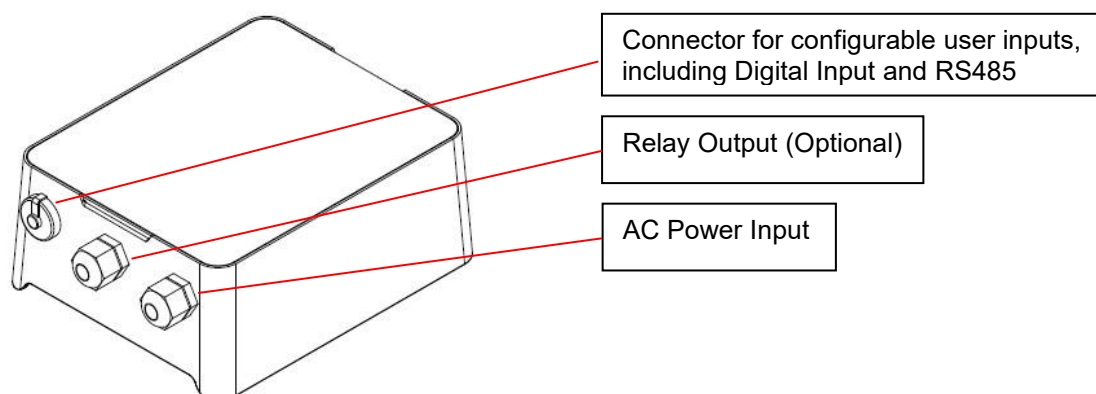 Connector for configurable user inputs,
including Digital Input and RS485
Relay Output (Optional)
AC Power Input